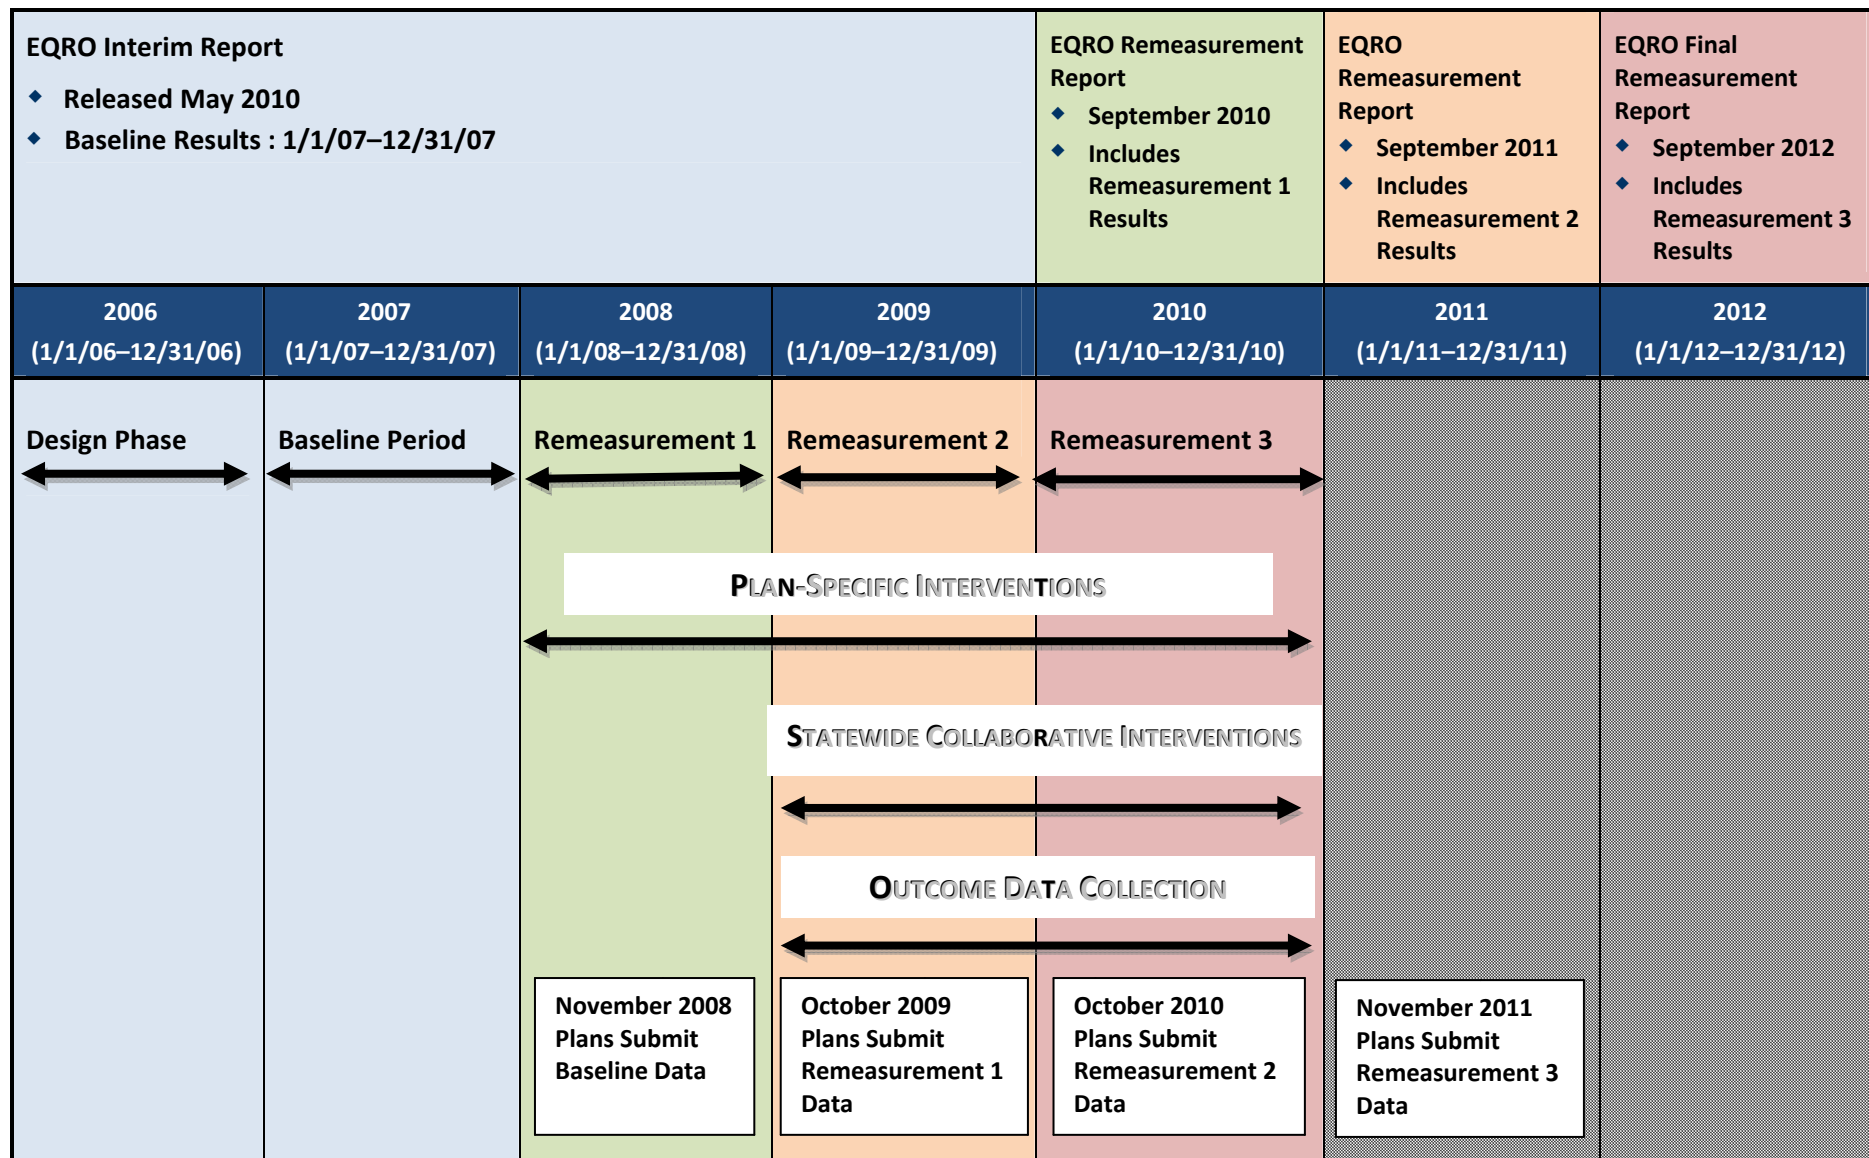 EQRO Interim Report
◆ Released May 2010
◆ Baseline Results : 1/1/07–12/31/07
EQRO Remeasurement
Report
◆ September 2010
◆ Includes
Remeasurement 1
Results
EQRO
Remeasurement
Report
◆ September 2011
◆ Includes
Remeasurement 2
Results
EQRO Final
Remeasurement
Report
◆ September 2012
◆ Includes
Remeasurement 3
Results
2006
(1/1/06–12/31/06)
2007
(1/1/07–12/31/07)
2008
(1/1/08–12/31/08)
2009
(1/1/09–12/31/09)
2010
(1/1/10–12/31/10)
2011
(1/1/11–12/31/11)
2012
(1/1/12–12/31/12)
Design Phase
Baseline Period
Remeasurement 1
Remeasurement 2
Remeasurement 3
PLAN-SPECIFIC INTERVENTIONS
STATEWIDE COLLABORATIVE INTERVENTIONS
OUTCOME DATA COLLECTION
November 2008
Plans Submit
Baseline Data
October 2009
Plans Submit
Remeasurement 1
Data
October 2010
Plans Submit
Remeasurement 2
Data
November 2011
Plans Submit
Remeasurement 3
Data